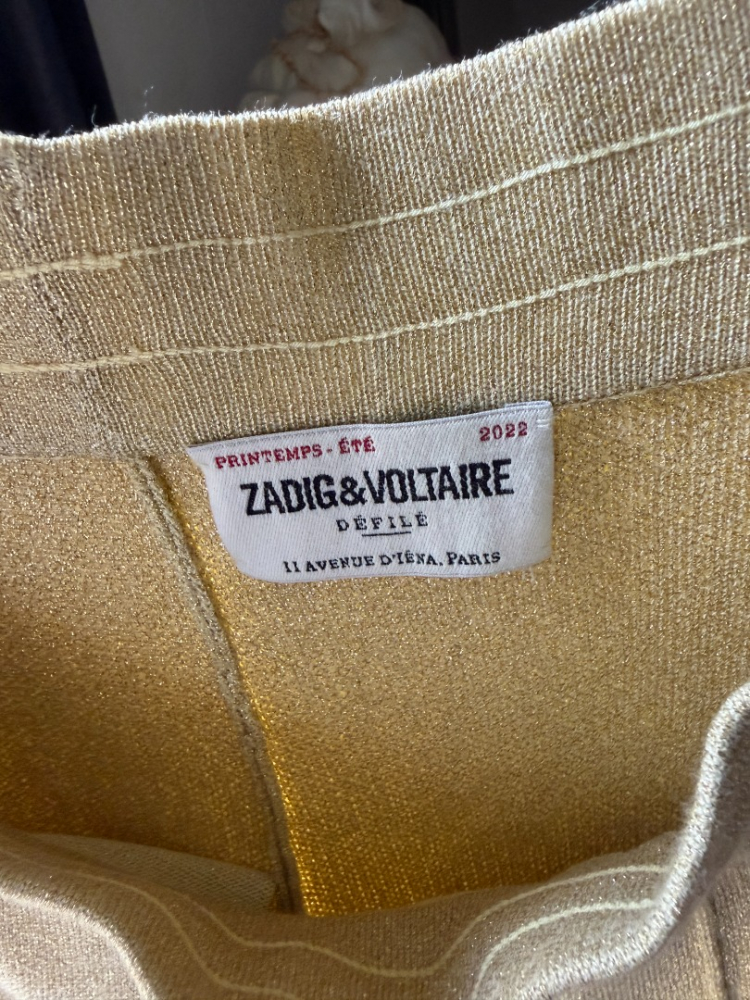 PRINTEMPS - ÉTÉ 2022
ZADIG&VOLTAIRE
DÉFILÉ
11 AVENUE D'IÉNA. PARIS